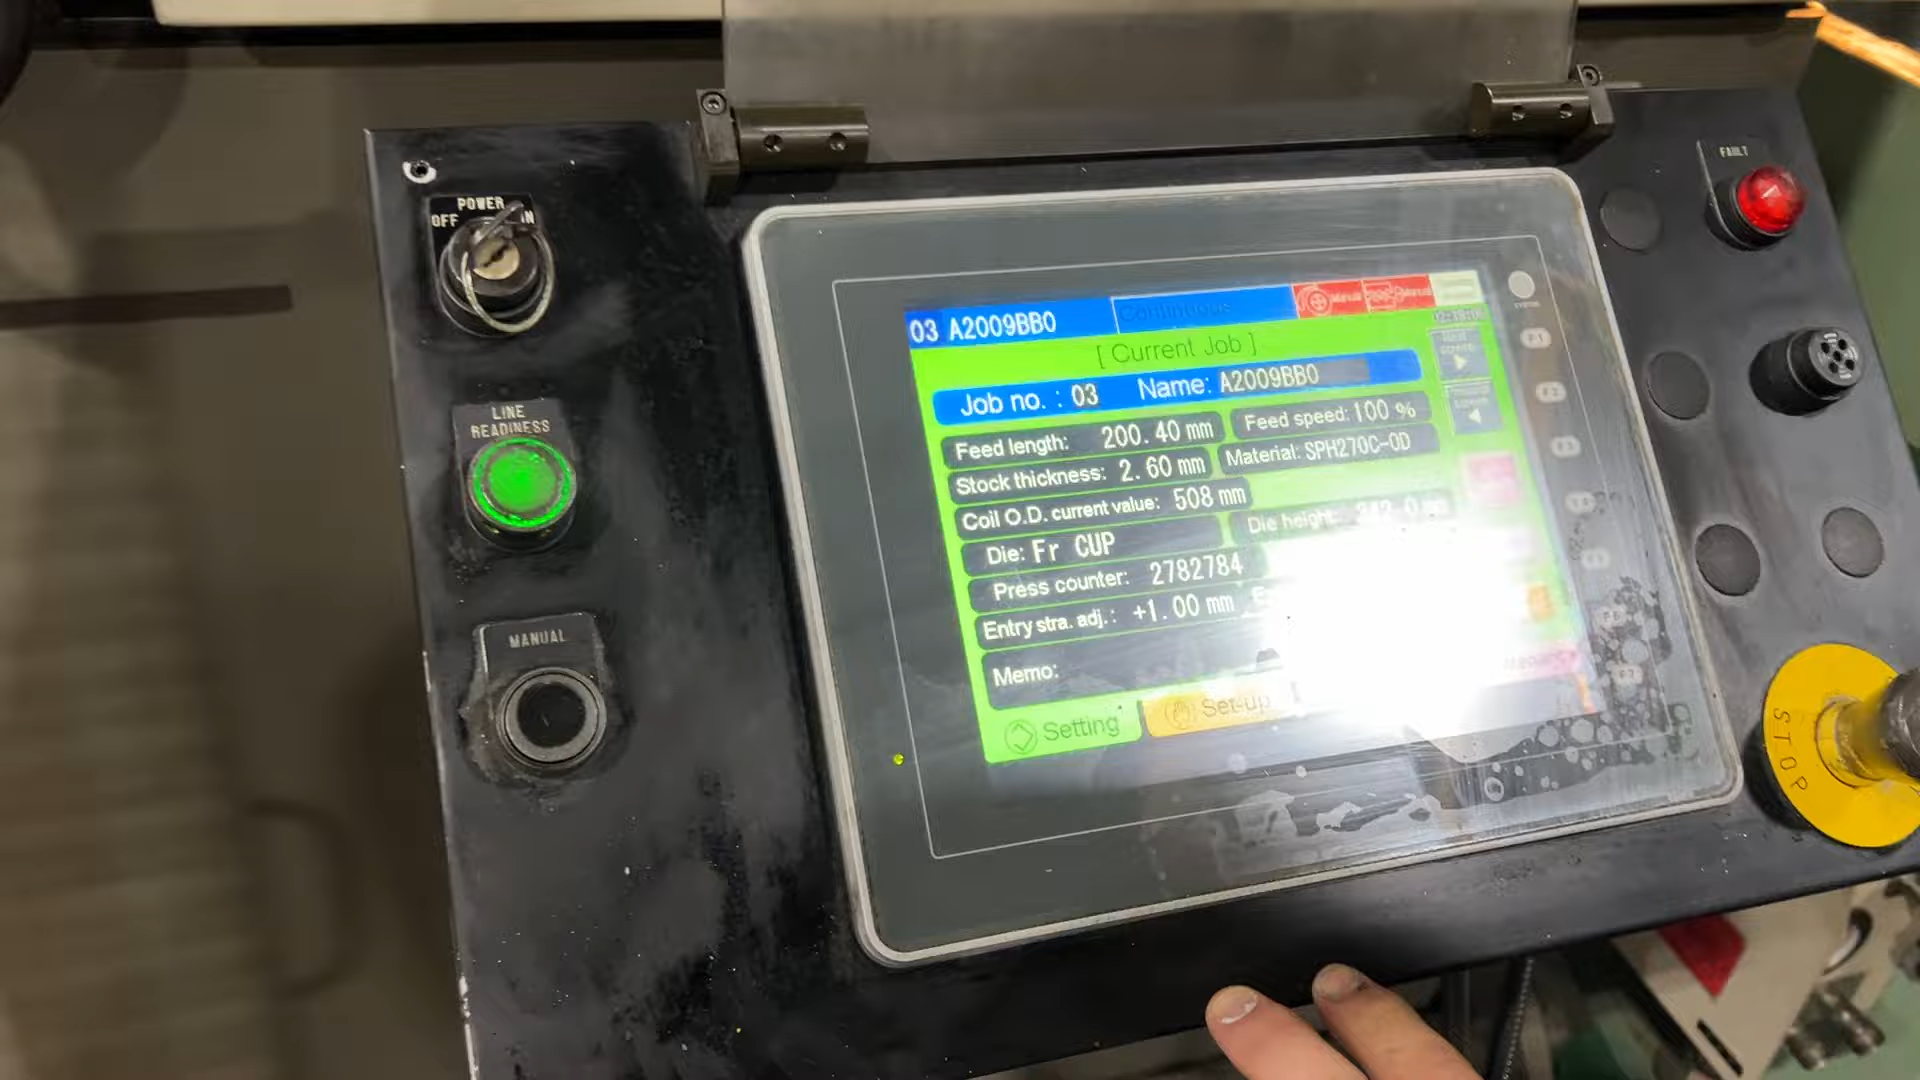 POWER
OFF
LINE
READINESS
MANUAL
FAULT
03 A2009BB0
Continuous
Manual
[ Current Job ]
Job no. : 03 Name: A2009BB0
Feed length: 200.40 mm
Feed speed: 100 %
Stock thickness: 2.60 mm
Material: SPH270C-OD
Coil O.D. current value: 508 mm
Die: Fr CUP
Die height:
Press counter: 2782784
Entry stra. adj.: +1.00 mm
Memo:
Setting
Set-up
STOP